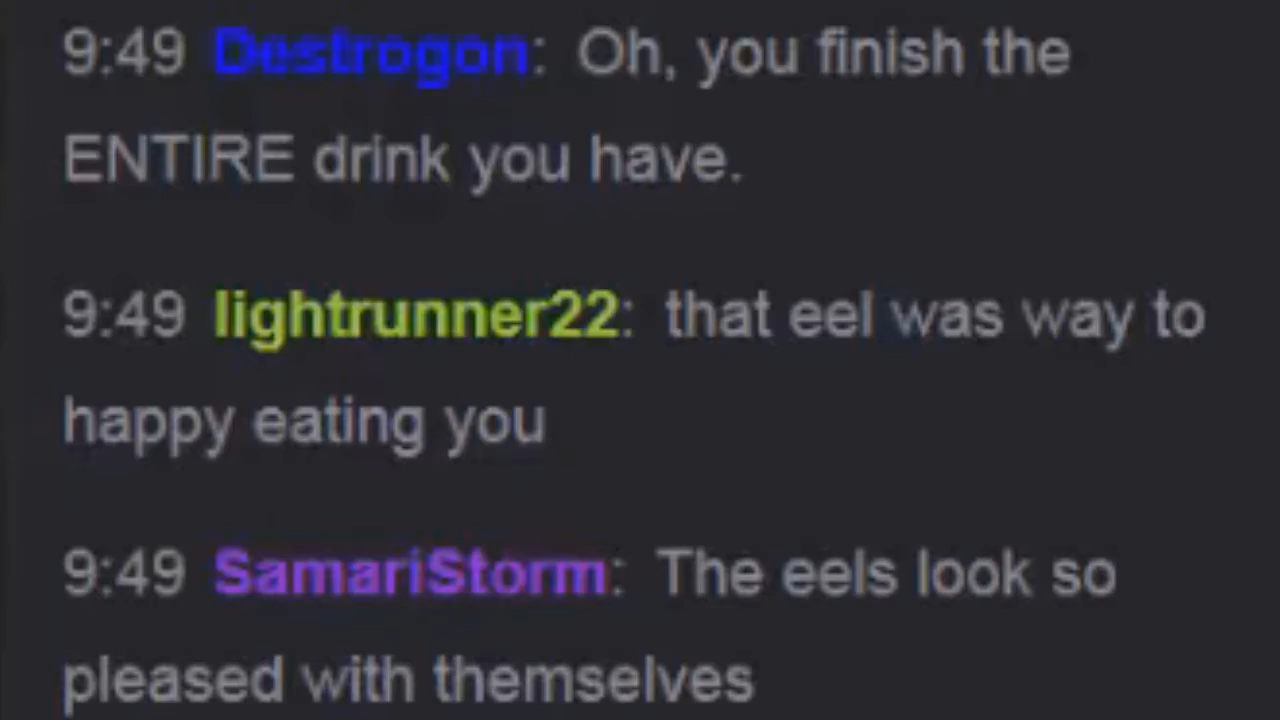 9:49 Destrogon: Oh, you finish the
ENTIRE drink you have.
9:49 lightrunner22: that eel was way to
happy eating you
9:49 SamariStorm: The eels look so
pleased with themselves